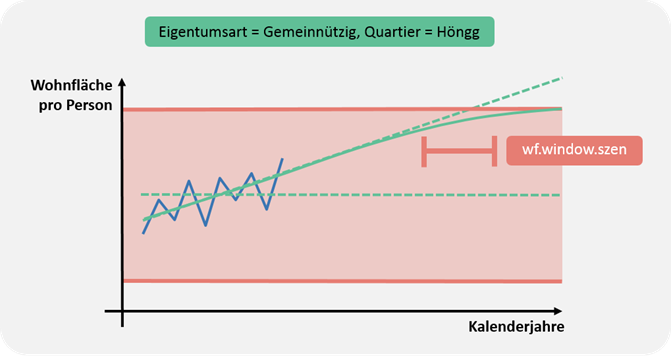 Eigentumsart = Gemeinnützig, Quartier = Höngg
Wohnfläche
pro Person
wf.window.szen
Kalenderjahre